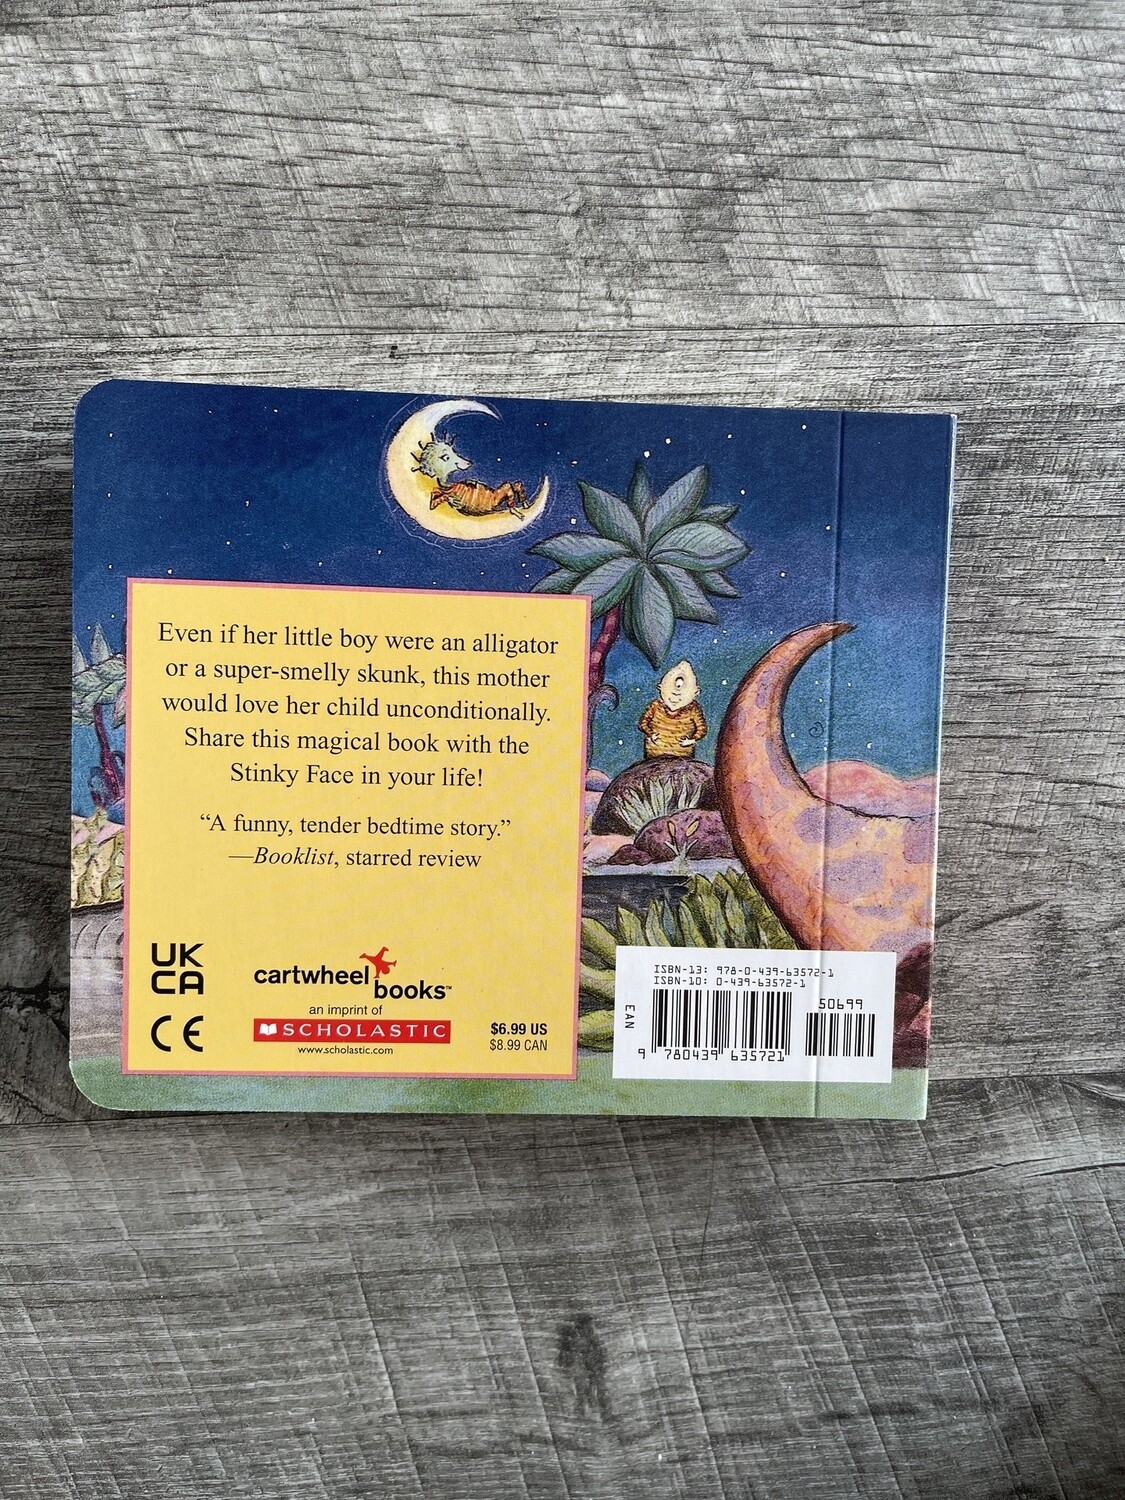 Even if her little boy were an alligator
or a super-smelly skunk, this mother
would love her child unconditionally.
Share this magical book with the
Stinky Face in your life!
“A funny, tender bedtime story.”
—Booklist, starred review
UK
CA
CE
cartwheel
books™
an imprint of
SCHOLASTIC
www.scholastic.com
$6.99 US
$8.99 CAN
ISBN-13: 978-0-439-63572-1
ISBN-10: 0-439-63572-1
50699
EAN
9 780439 635721